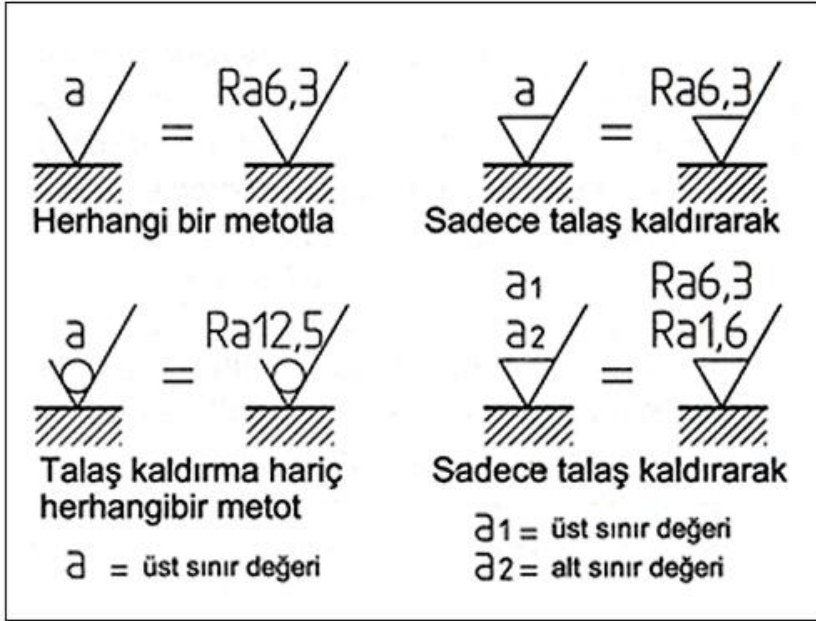 a = Ra6,3
Herhangi bir metotla
a = Ra6,3
Sadece talaş kaldırarak
a = Ra12,5
Talaş kaldırma hariç
herhangibir metot
a = üst sınır değeri
a1 Ra6,3
a2 = Ra1,6
Sadece talaş kaldırarak
a1 = üst sınır değeri
a2 = alt sınır değeri